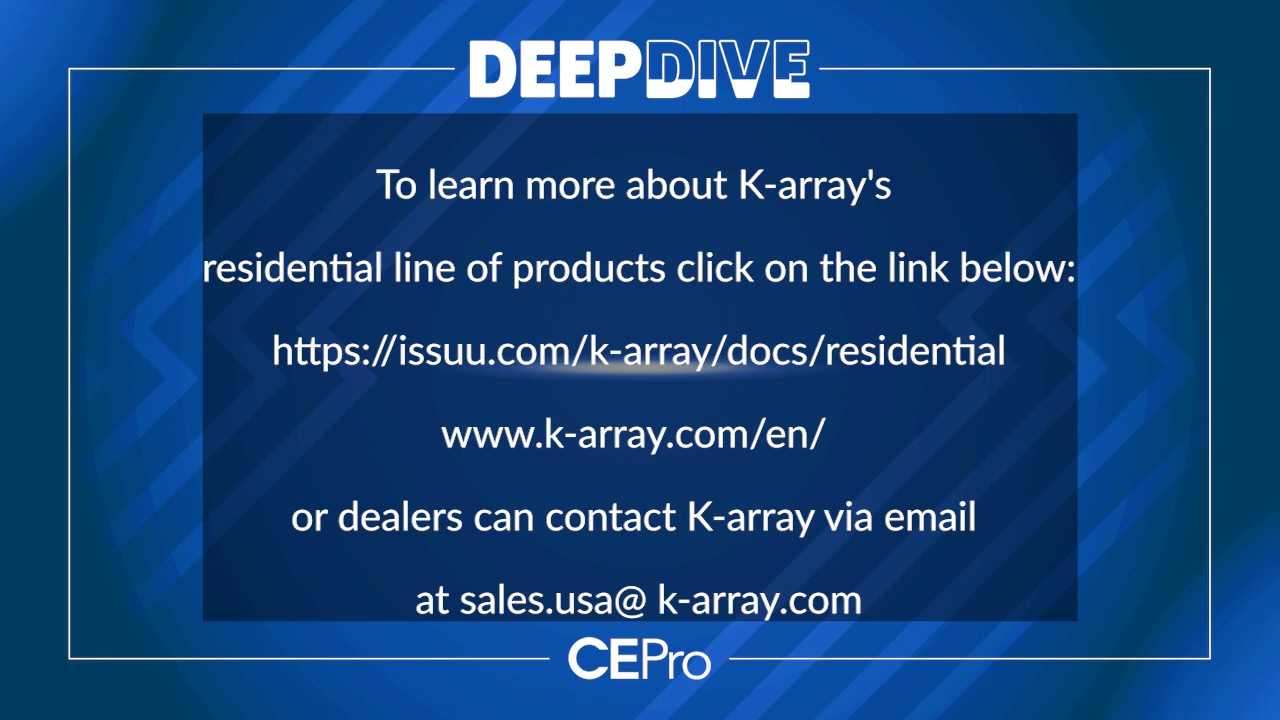 DEEPDIVE
To learn more about K-array's
residential line of products click on the link below:
https://issuu.com/k-array/docs/residential
www.k-array.com/en/
or dealers can contact K-array via email
at sales.usa@ k-array.com
CEPro